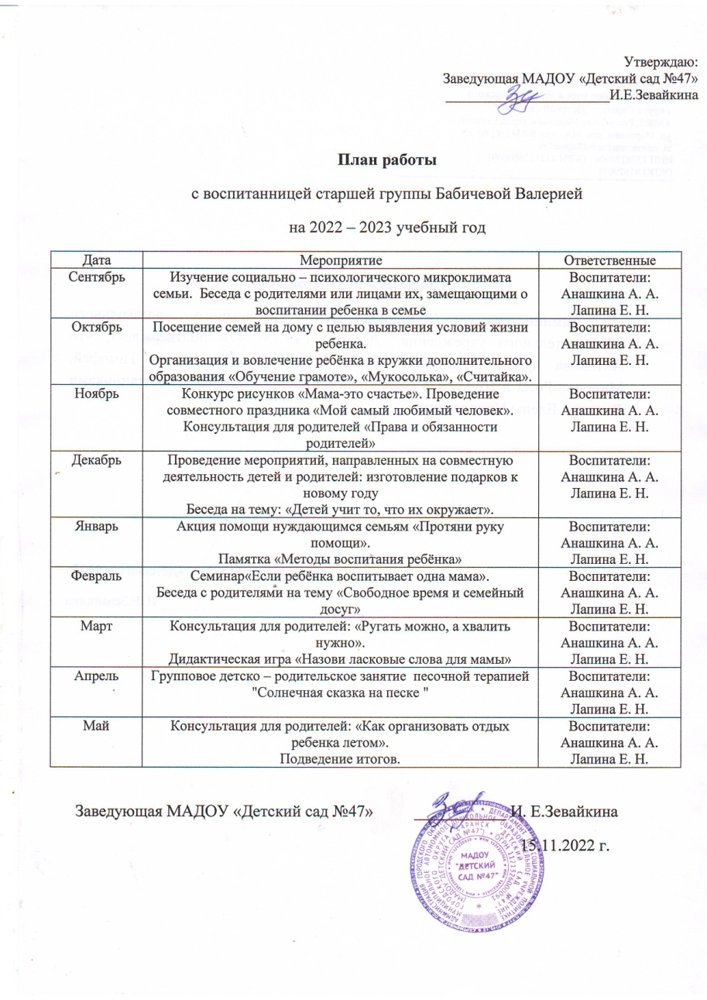 Утверждаю:
Заведующая МАДОУ «Детский сад №47»
И.Е.Зевайкина
План работы
с воспитанницей старшей группы Бабичевой Валерией
на 2022 – 2023 учебный год
Дата Мероприятие Ответственные
Сентябрь Изучение социально – психологического микроклимата Воспитатели:
семьи. Беседа с родителями или лицами их, замещающими о Анашкина А. А.
воспитании ребенка в семье Лапина Е. Н.
Октябрь Посещение семей на дому с целью выявления условий жизни Воспитатели:
ребенка. Анашкина А. А.
Организация и вовлечение ребёнка в кружки дополнительного Лапина Е. Н.
образования «Обучение грамоте», «Мукосолька», «Считайка».
Ноябрь Конкурс рисунков «Мама-это счастье». Проведение Воспитатели:
совместного праздника «Мой самый любимый человек». Анашкина А. А.
Консультация для родителей «Права и обязанности Лапина Е. Н.
родителей»
Декабрь Проведение мероприятий, направленных на совместную Воспитатели:
деятельность детей и родителей: изготовление подарков к Анашкина А. А.
новому году Лапина Е. Н.
Беседа на тему: «Детей учит то, что их окружает».
Январь Акция помощи нуждающимся семьям «Протяни руку Воспитатели:
помощи». Анашкина А. А.
Памятка «Методы воспитания ребёнка» Лапина Е. Н.
Февраль Семинар«Если ребёнка воспитывает одна мама». Воспитатели:
Беседа с родителями на тему «Свободное время и семейный Анашкина А. А.
досуг» Лапина Е. Н.
Март Консультация для родителей: «Ругать можно, а хвалить Воспитатели:
нужно». Анашкина А. А.
Дидактическая игра «Назови ласковые слова для мамы» Лапина Е. Н.
Апрель Групповое детско – родительское занятие песочной терапией Воспитатели:
"Солнечная сказка на песке " Анашкина А. А.
Лапина Е. Н.
Май Консультация для родителей: «Как организовать отдых Воспитатели:
ребенка летом». Анашкина А. А.
Подведение итогов. Лапина Е. Н.
Заведующая МАДОУ «Детский сад №47» И. Е.Зевайкина
15.11.2022 г.
МАДОУ
"ДЕТСКИЙ
САД №47"